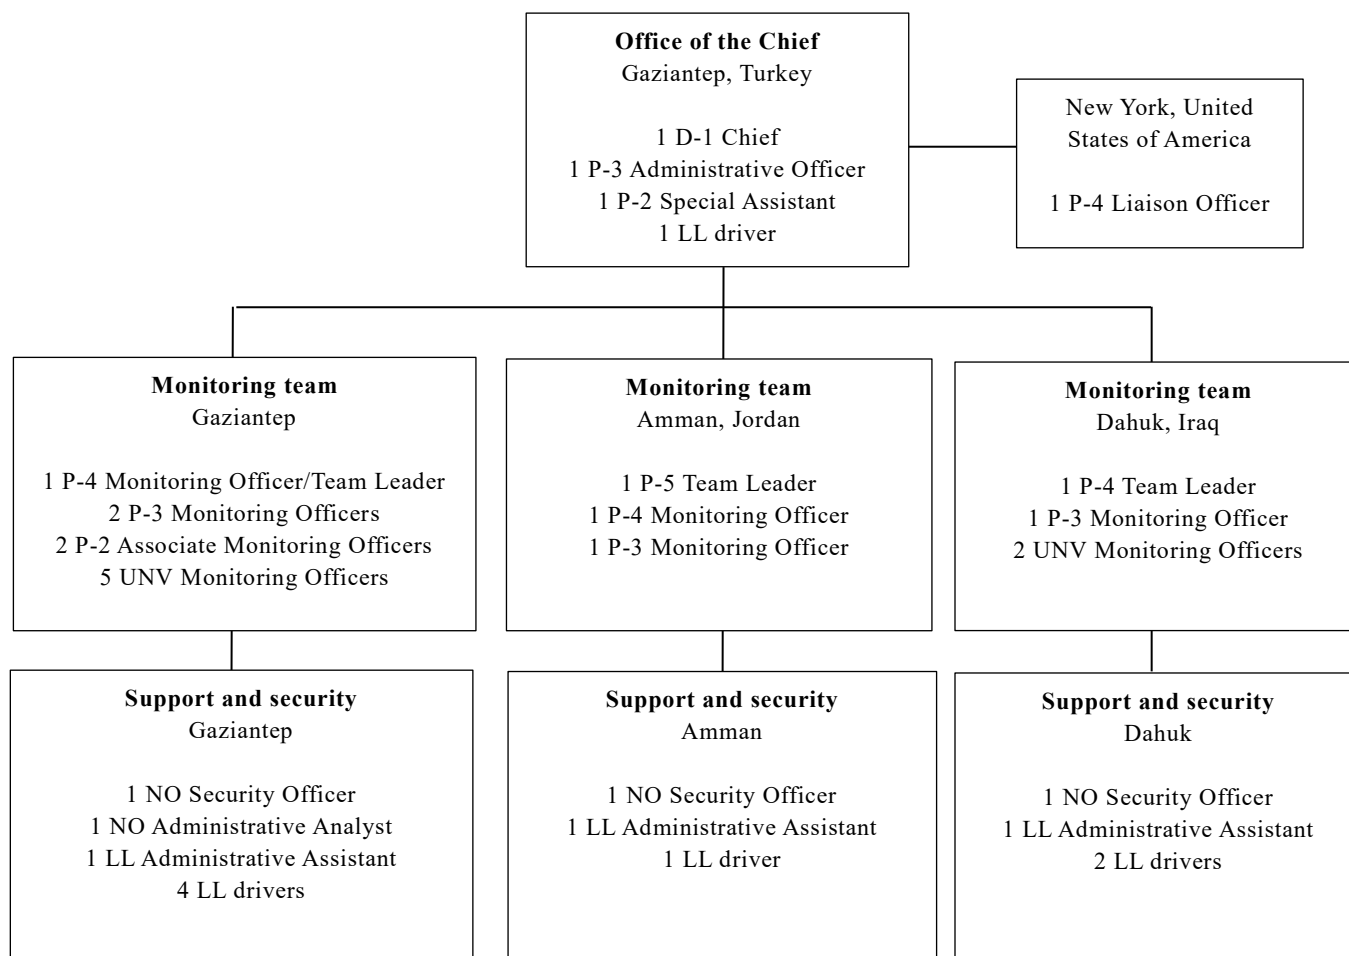 Office of the Chief
Gaziantep, Turkey
1 D-1 Chief
1 P-3 Administrative Officer
1 P-2 Special Assistant
1 LL driver
New York, United
States of America
1 P-4 Liaison Officer
Monitoring team
Gaziantep
1 P-4 Monitoring Officer/Team Leader
2 P-3 Monitoring Officers
2 P-2 Associate Monitoring Officers
5 UNV Monitoring Officers
Monitoring team
Amman, Jordan
1 P-5 Team Leader
1 P-4 Monitoring Officer
1 P-3 Monitoring Officer
Monitoring team
Dahuk, Iraq
1 P-4 Team Leader
1 P-3 Monitoring Officer
2 UNV Monitoring Officers
Support and security
Gaziantep
1 NO Security Officer
1 NO Administrative Analyst
1 LL Administrative Assistant
4 LL drivers
Support and security
Amman
1 NO Security Officer
1 LL Administrative Assistant
1 LL driver
Support and security
Dahuk
1 NO Security Officer
1 LL Administrative Assistant
2 LL drivers